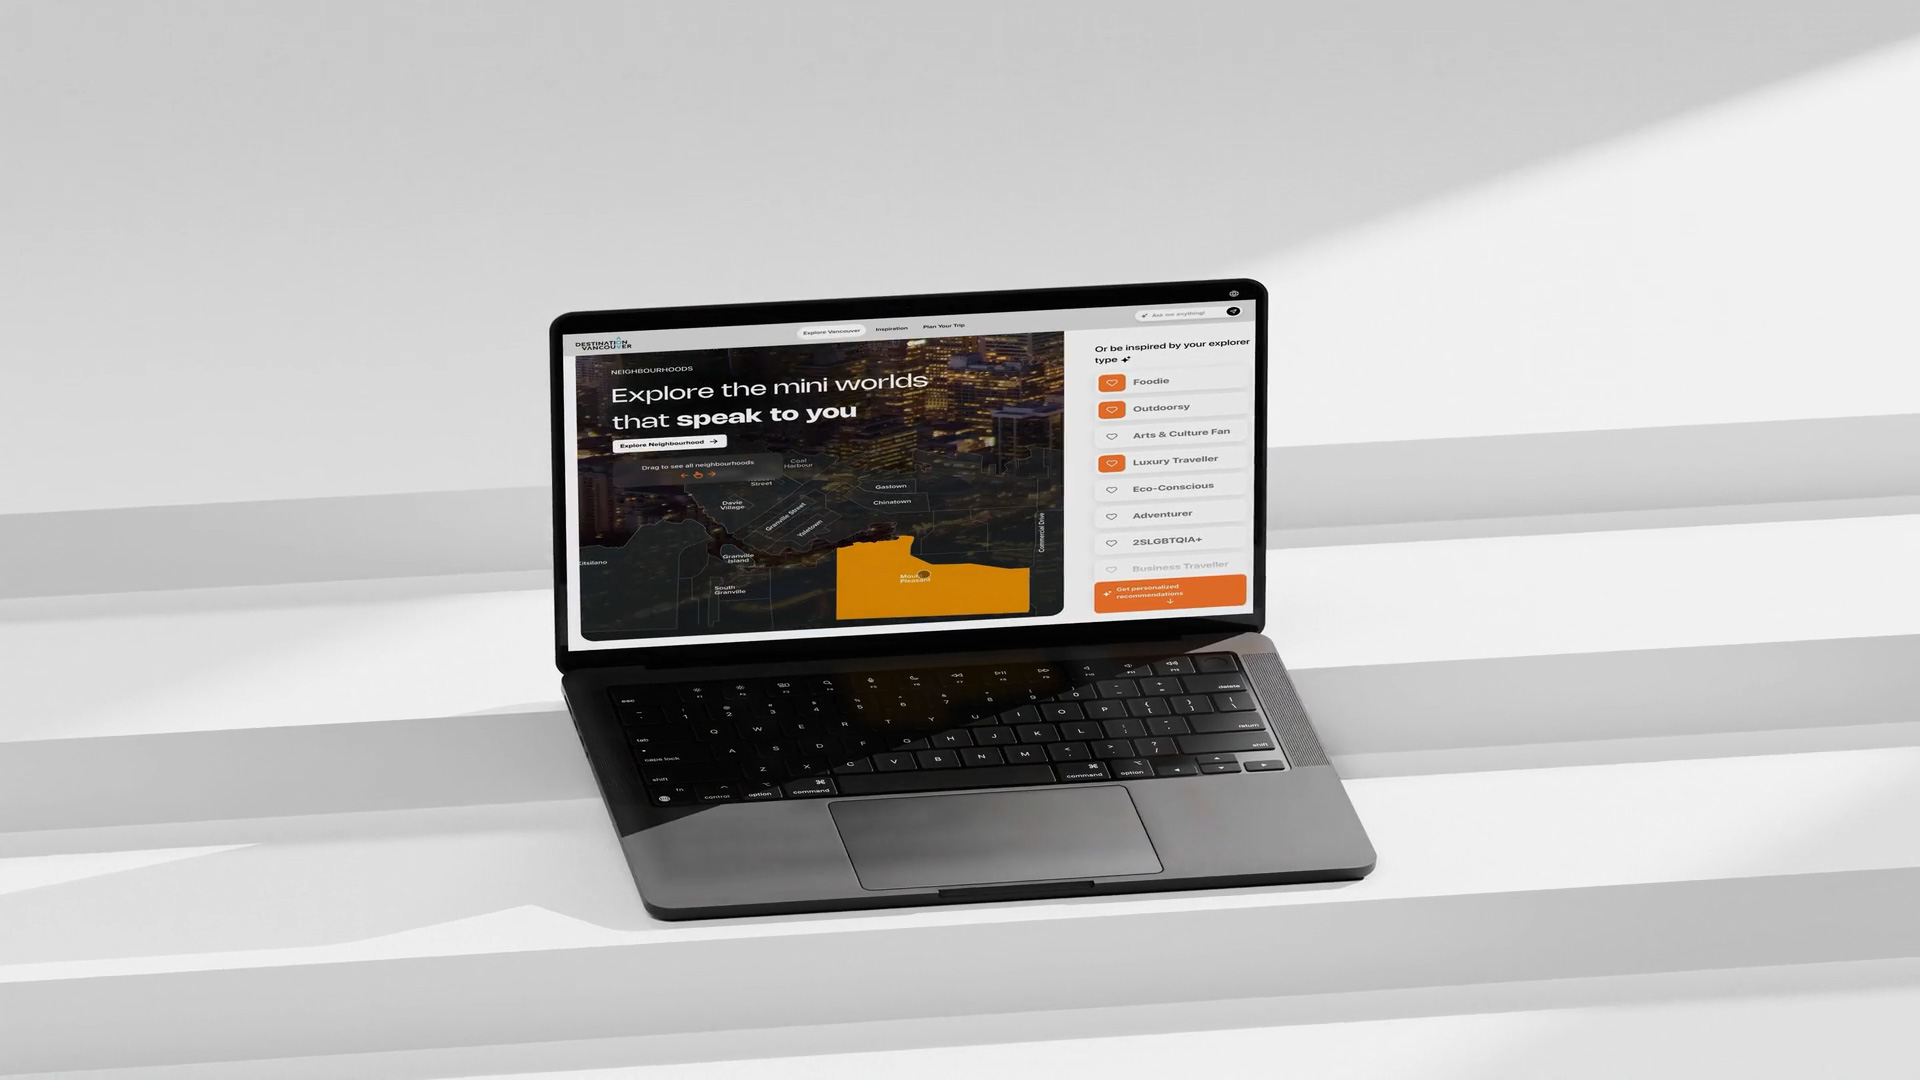 DESTINATION
VANCOUVER
Explore Vancouver
Inspiration
Plan Your Trip
Ask me anything!
NEIGHBOURHOODS
Explore the mini worlds
that speak to you
Explore Neighbourhood →
Drag to see all neighbourhoods
Coal
Harbour
Street
Davie
Village
Granville Street
Yaletown
Gastown
Chinatown
Commercial Drive
Granville
Island
South
Granville
Pleasant
Or be inspired by your explorer
type
Foodie
Outdoorsy
Arts & Culture Fan
Luxury Traveller
Eco-Conscious
Adventurer
2SLGBTQIA+
Business Traveller
Get personalized
recommendations
esc
delete
tab
Q W E R T Y U I O P
caps lock
A S D F G H J K L
return
shift
Z X C V B N M
shift
fn
control
option
command
command
option